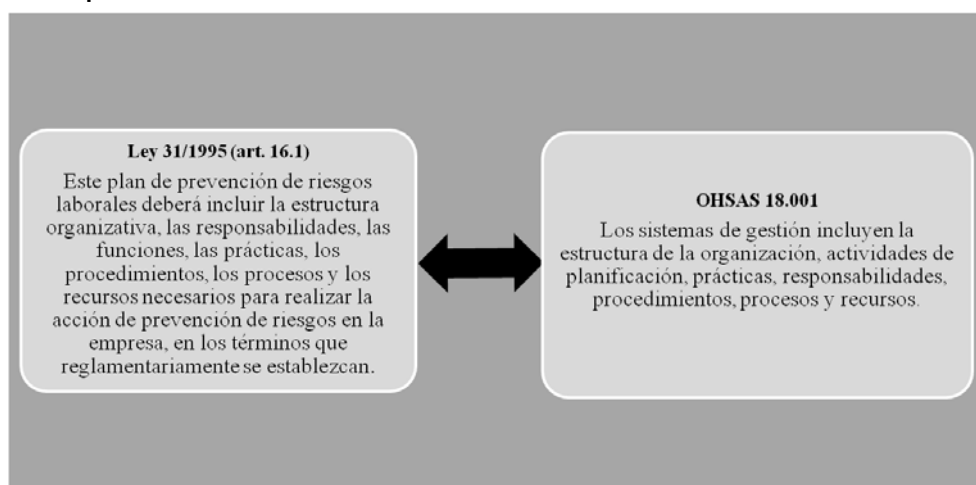 Ley 31/1995 (art. 16.1)
Este plan de prevención de riesgos
laborales deberá incluir la estructura
organizativa, las responsabilidades, las
funciones, las prácticas, los
procedimientos, los procesos y los
recursos necesarios para realizar la
acción de prevención de riesgos en la
empresa, en los términos que
reglamentariamente se establezcan.
OHSAS 18.001
Los sistemas de gestión incluyen la
estructura de la organización, actividades de
planificación, prácticas, responsabilidades,
procedimientos, procesos y recursos.